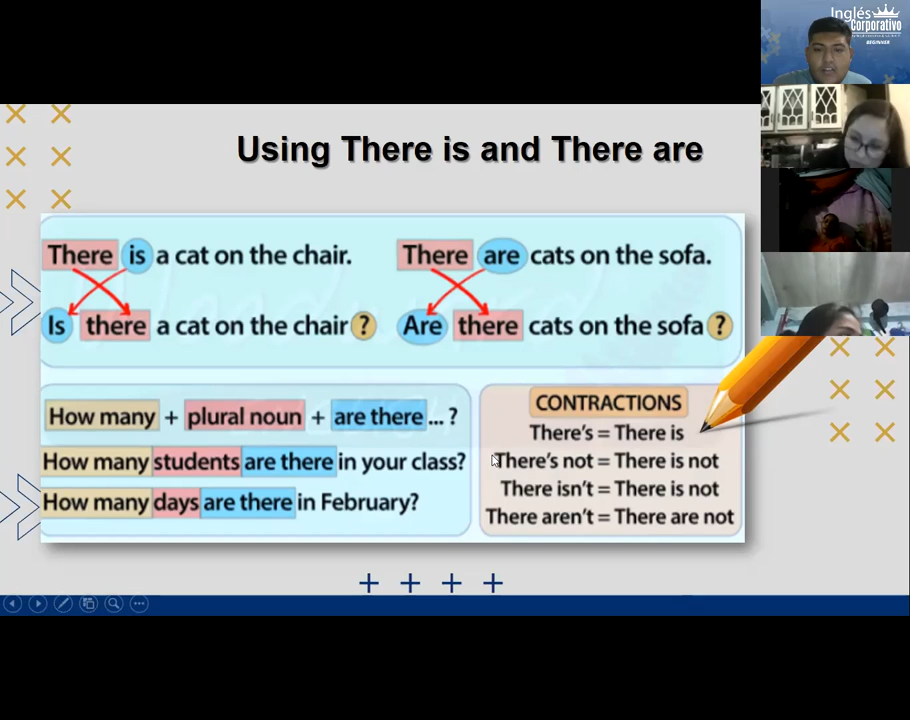 Inglés
Corporativo
BEGINNER
Using There is and There are
There is a cat on the chair.
Is there a cat on the chair ?
There are cats on the sofa.
Are there cats on the sofa ?
How many + plural noun + are there ... ?
How many students are there in your class?
How many days are there in February?
CONTRACTIONS
There's = There is
There's not = There is not
There isn't = There is not
There aren't = There are not